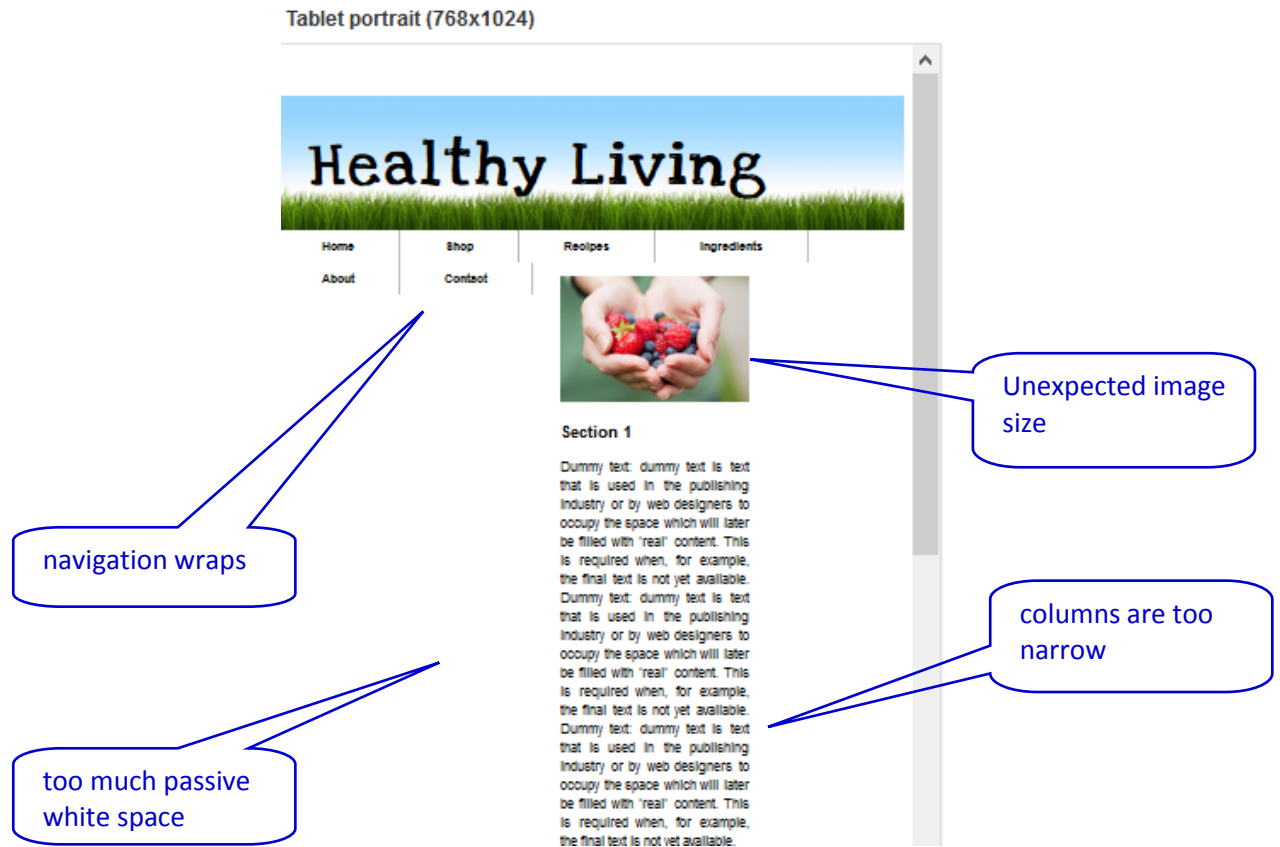 Tablet portrait (768x1024)
Healthy Living
Home Shop Recipes Ingredients
About Contact
Unexpected image
size
Section 1
Dummy text: dummy text is text
that is used in the publishing
industry or by web designers to
occupy the space which will later
be filled with 'real' content. This
is required when, for example,
the final text is not yet available.
Dummy text: dummy text is text
that is used in the publishing
industry or by web designers to
occupy the space which will later
be filled with 'real' content. This
is required when, for example,
the final text is not yet available.
Dummy text: dummy text is text
that is used in the publishing
industry or by web designers to
occupy the space which will later
be filled with 'real' content. This
is required when, for example,
the final text is not yet available.
navigation wraps
columns are too
narrow
too much passive
white space